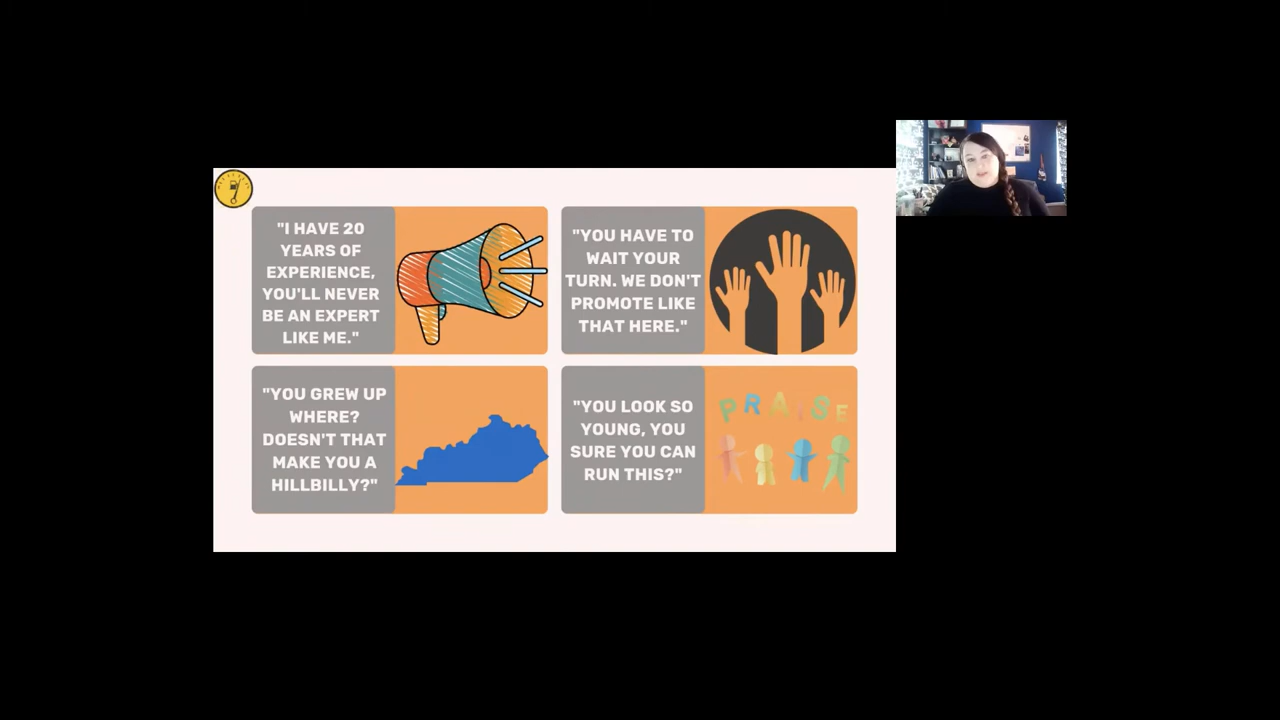 "I HAVE 20
YEARS OF
EXPERIENCE,
YOU'LL NEVER
BE AN EXPERT
LIKE ME."
"YOU HAVE TO
WAIT YOUR
TURN. WE DON'T
PROMOTE LIKE
THAT HERE."
"YOU GREW UP
WHERE?
DOESN'T THAT
MAKE YOU A
HILLBILLY?"
"YOU LOOK SO
YOUNG, YOU
SURE YOU CAN
RUN THIS?"
PRAISE